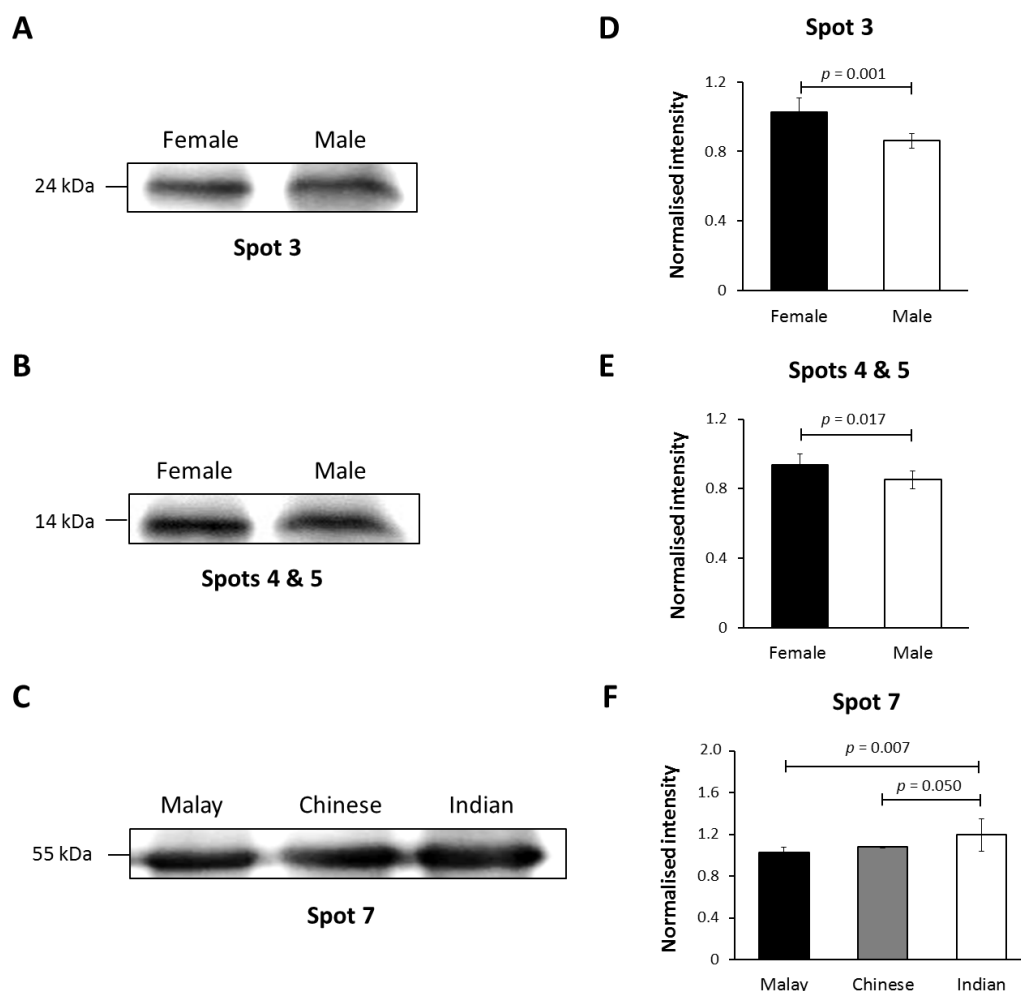 A
Female Male
24 kDa
Spot 3
B
Female Male
14 kDa
Spots 4 & 5
C
Malay Chinese Indian
55 kDa
Spot 7
D
Spot 3
Normalised intensity
1.2
0.8
0.4
0
p = 0.001
Female Male
E
Spots 4 & 5
Normalised intensity
1.2
0.8
0.4
0
p = 0.017
Female Male
F
Spot 7
Normalised intensity
2.0
1.6
1.2
0.8
0.4
0
p = 0.007
p = 0.050
Malay Chinese Indian